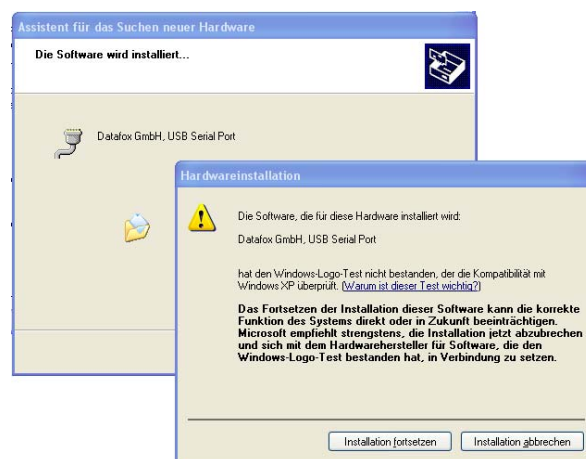 Assistent für das Suchen neuer Hardware
Die Software wird installiert...
Datafox GmbH, USB Serial Port
Hardwareinstallation
Die Software, die für diese Hardware installiert wird:
Datafox GmbH, USB Serial Port
hat den Windows-Logo-Test nicht bestanden, der die Kompatibilität mit
Windows XP überprüft. (Warum ist dieser Test wichtig?)
Das Fortsetzen der Installation dieser Software kann die korrekte
Funktion des Systems direkt oder in Zukunft beeinträchtigen.
Microsoft empfiehlt strengstens, die Installation jetzt abzubrechen
und sich mit dem Hardwarehersteller für Software, die den
Windows-Logo-Test bestanden hat, in Verbindung zu setzen.
Installation fortsetzen
Installation abbrechen